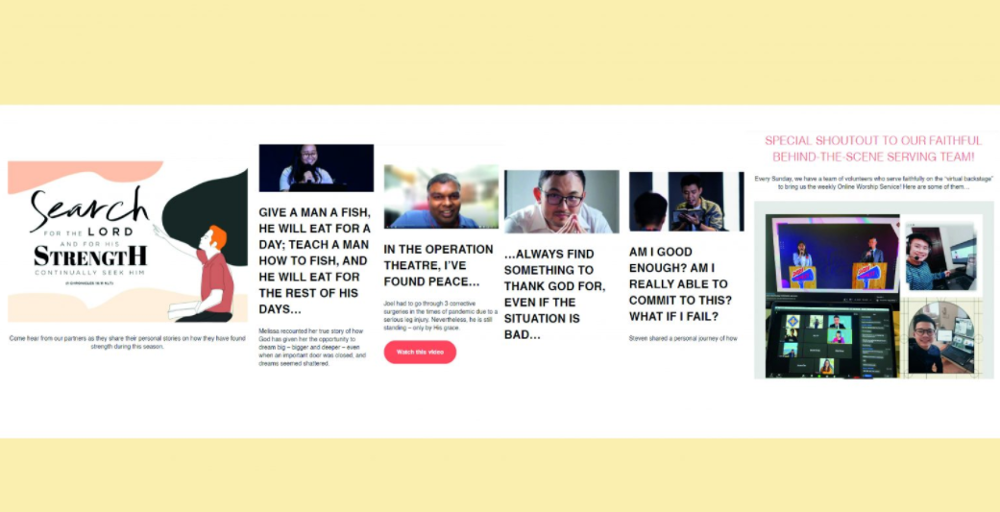 Search
FOR THE LORD
AND FOR HIS
STRENGTH
CONTINUALLY SEEK HIM
Come hear from our partners as they share their personal stories on how they have found
strength during this season.
GIVE A MAN A FISH,
HE WILL EAT FOR A
DAY; TEACH A MAN
HOW TO FISH, AND
HE WILL EAT FOR
THE REST OF HIS
DAYS…
Melissa recounted her true story of how
God has given her the opportunity to
dream big – bigger and deeper – even
when an important door was closed, and
dreams seemed shattered.
IN THE OPERATION
THEATRE, I'VE
FOUND PEACE…
Joel had to go through 3 corrective
surgeries in the times of pandemic due to a
serious leg injury. Nevertheless, he is still
standing – only by His grace.
Watch this video
…ALWAYS FIND
SOMETHING TO
THANK GOD FOR,
EVEN IF THE
SITUATION IS
BAD…
AM I GOOD
ENOUGH? AM I
REALLY ABLE TO
COMMIT TO THIS?
WHAT IF I FAIL?
Steven shared a personal journey of how
SPECIAL SHOUTOUT TO OUR FAITHFUL
BEHIND-THE-SCENE SERVING TEAM!
Every Sunday, we have a team of volunteers who serve faithfully on the "virtual backstage"
to bring us the weekly Online Worship Service! Here are some of them…